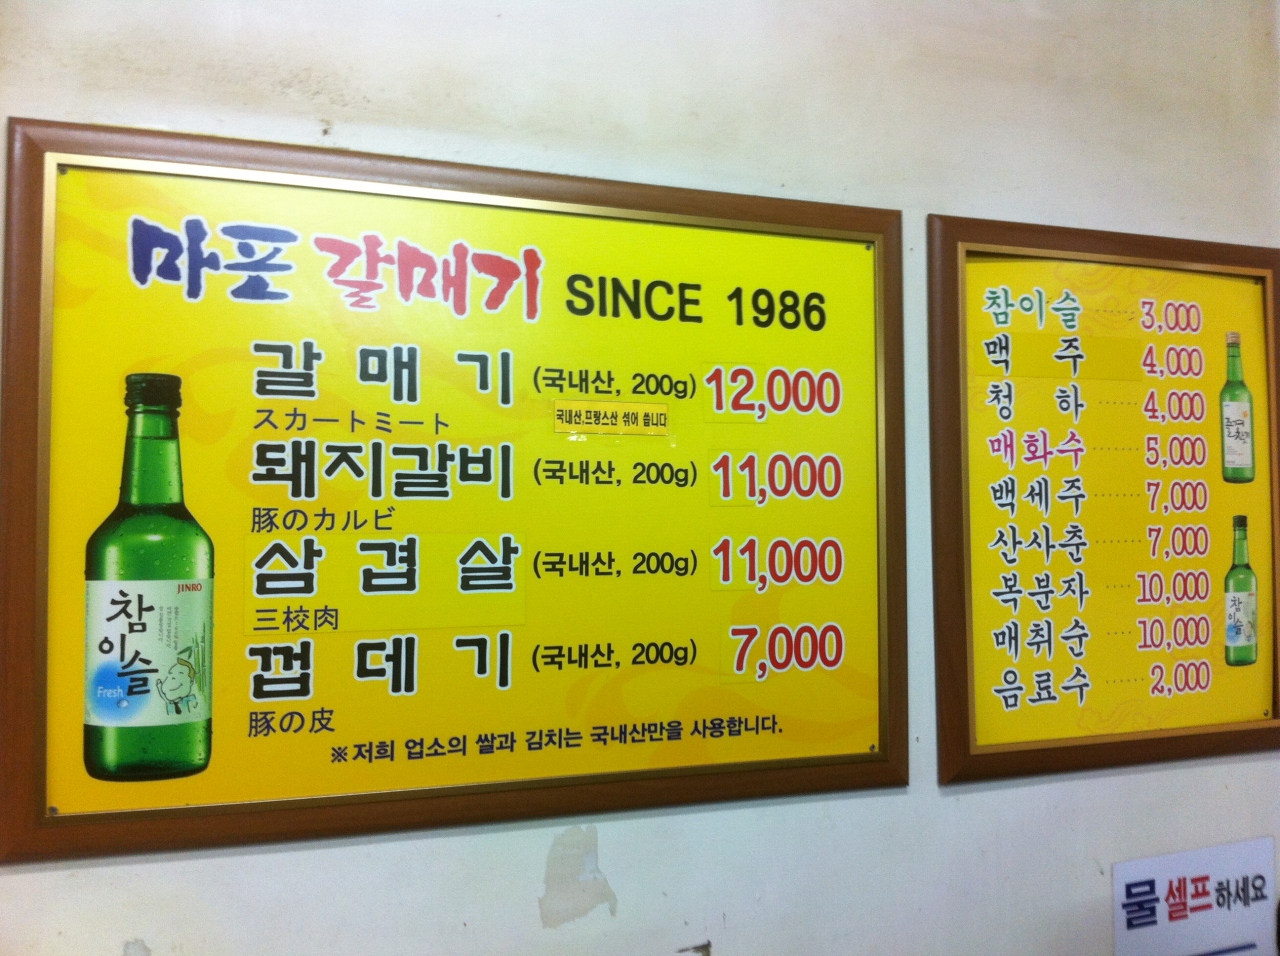 마포갈매기 SINCE 1986
갈 매 기 (국내산, 200g) 12,000
スカートミート 국내산,프랑스산 섞어 씁니다
돼지갈비 (국내산, 200g) 11,000
豚のカルビ
삼 겹 살 (국내산, 200g) 11,000
三校肉
껍 데 기 (국내산, 200g) 7,000
豚の皮
※저희 업소의 쌀과 김치는 국내산만을 사용합니다.
JINRO
참이슬
Fresh
참이슬 3,000
맥 주 4,000
청 하 4,000
매화수 5,000
백세주 7,000
산사춘 7,000
복분자 10,000
매취순 10,000
음료수 2,000
참이슬
물 셀프하세요